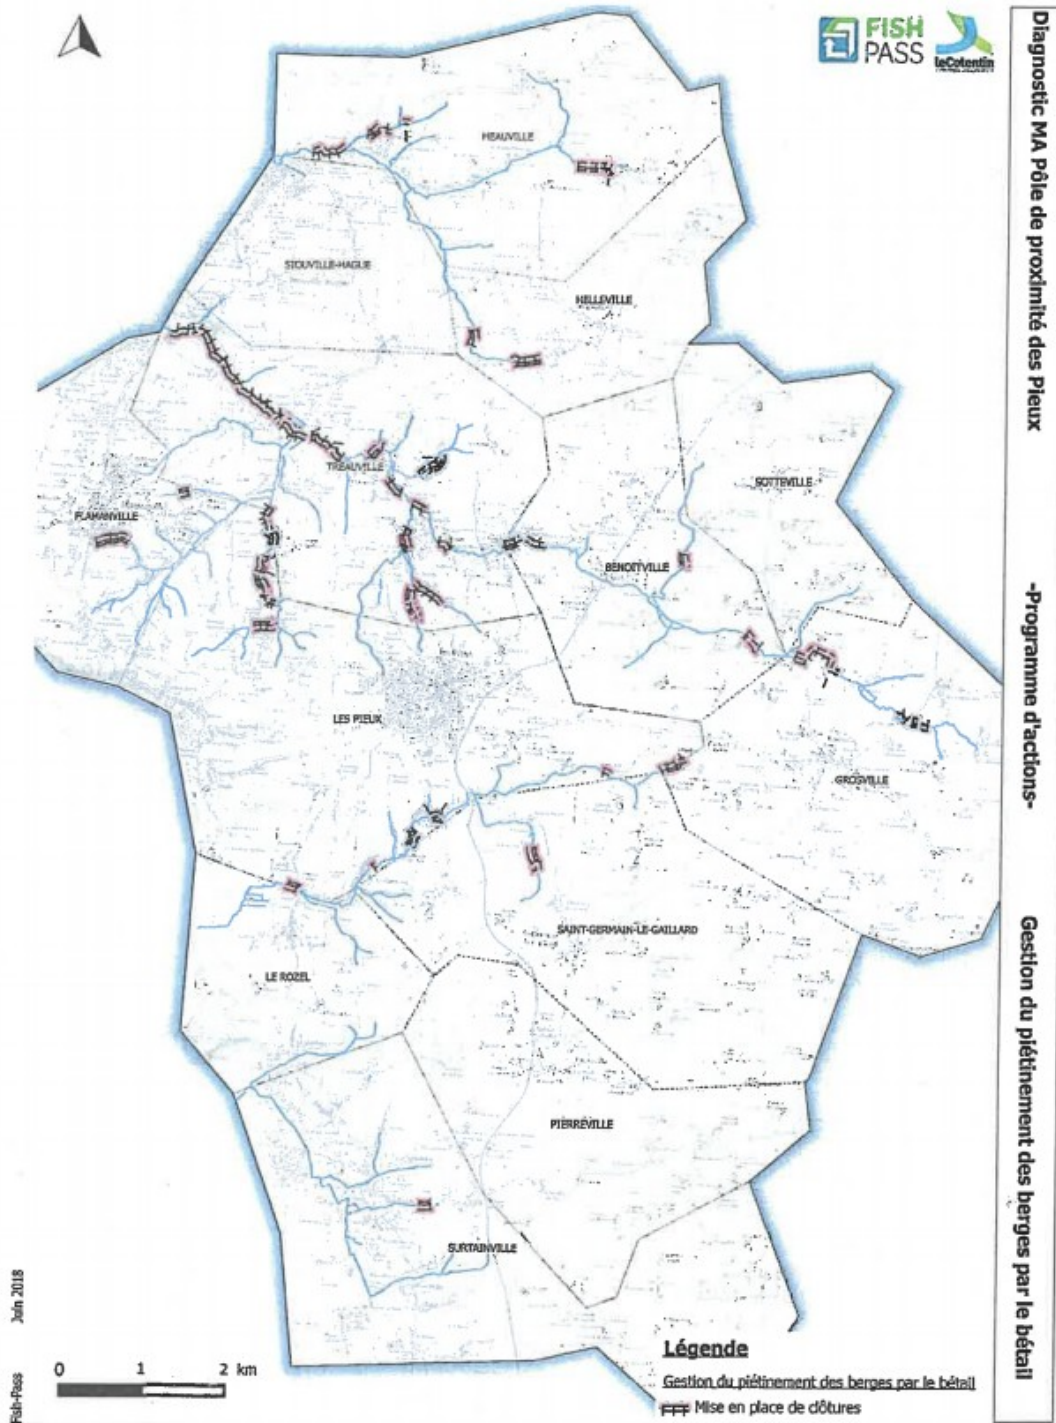 FISH
PASS
leCotentin
Diagnostic MA Pôle de proximité des Pieux
-Programme d'actions-
Gestion du piétinement des berges par le bétail
HEAUVILLE
SIOUVILLE-HAGUE
HELLEVILLE
TREAUVILLE
SOTTEVILLE
FLAMANVILLE
BENOITVILLE
LES PIEUX
GROSVILLE
SAINT-GERMAIN-LE-GAILLARD
LE ROZEL
PIERREVILLE
SURTAINVILLE
Légende
Gestion du piétinement des berges par le bétail
Mise en place de clôtures
0 1 2 km
Fish-Pass Juin 2018